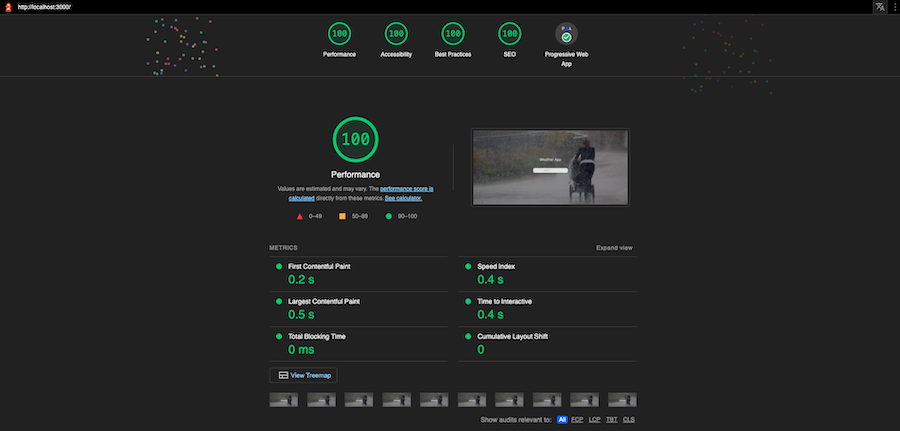 http://localhost:3000/
100
100
100
100
Performance
Accessibility
Best Practices
SEO
Progressive Web
App
100
Performance
Values are estimated and may vary. The performance score is
calculated directly from these metrics. See calculator.
0–49
50–89
90–100
Weather App
METRICS
Expand view
First Contentful Paint
0.2 s
Speed Index
0.4 s
Largest Contentful Paint
0.5 s
Time to Interactive
0.4 s
Total Blocking Time
0 ms
Cumulative Layout Shift
0
View Treemap
Show audits relevant to: All FCP LCP TBT CLS